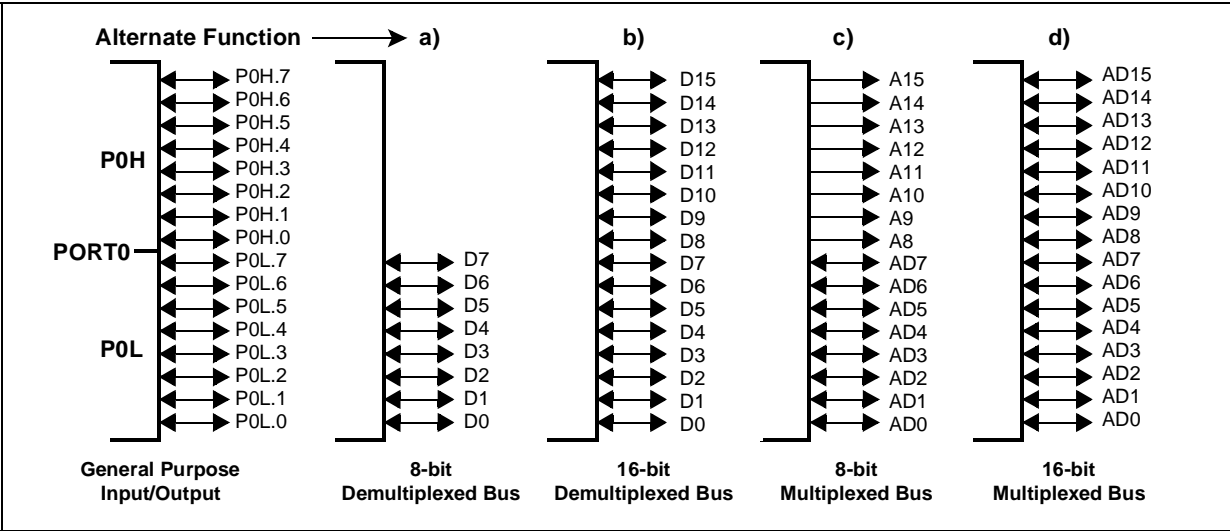 Alternate Function a) b) c) d)
P0H.7 D15 A15 AD15
P0H.6 D14 A14 AD14
P0H.5 D13 A13 AD13
P0H.4 D12 A12 AD12
P0H
P0H.3 D11 A11 AD11
P0H.2 D10 A10 AD10
P0H.1 D9 A9 AD9
P0H.0 D8 A8 AD8
PORT0
P0L.7 D7 D7 AD7 AD7
P0L.6 D6 D6 AD6 AD6
P0L.5 D5 D5 AD5 AD5
P0L.4 D4 D4 AD4 AD4
P0L
P0L.3 D3 D3 AD3 AD3
P0L.2 D2 D2 AD2 AD2
P0L.1 D1 D1 AD1 AD1
P0L.0 D0 D0 AD0 AD0
General Purpose 8-bit 16-bit 8-bit 16-bit
Input/Output Demultiplexed Bus Demultiplexed Bus Multiplexed Bus Multiplexed Bus